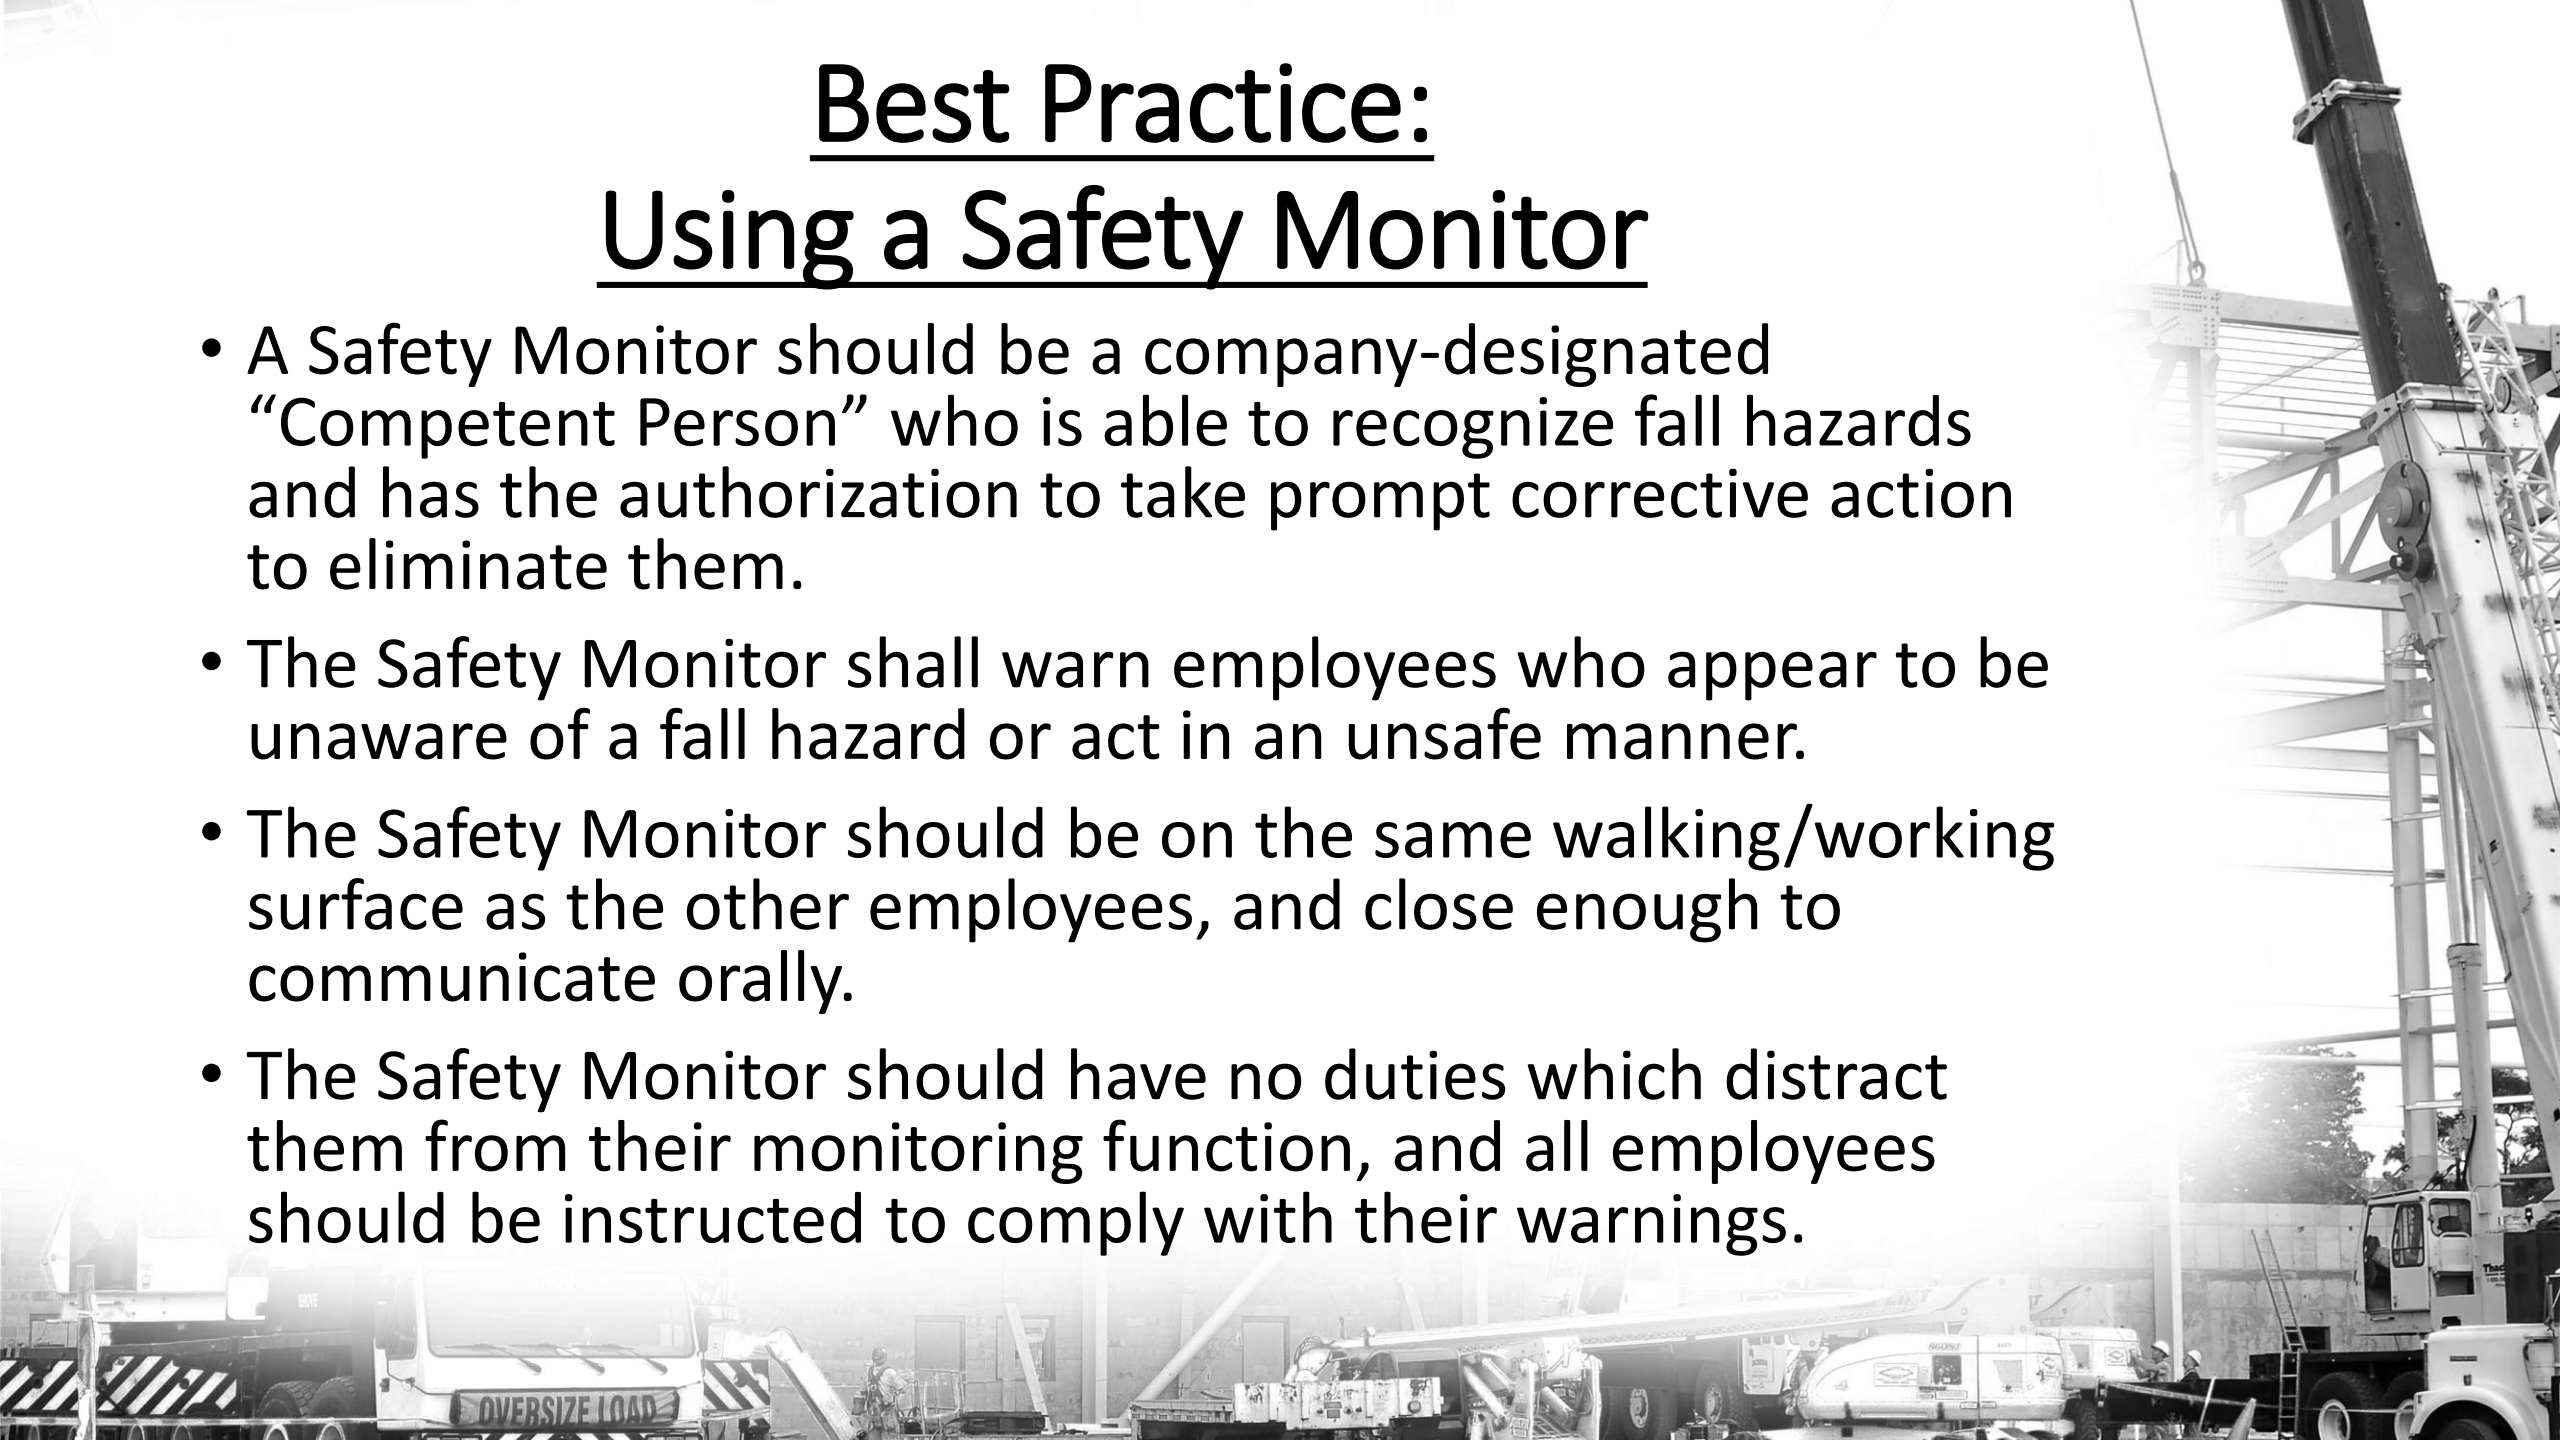 Best Practice:
Using a Safety Monitor
• A Safety Monitor should be a company-designated
“Competent Person” who is able to recognize fall hazards
and has the authorization to take prompt corrective action
to eliminate them.
• The Safety Monitor shall warn employees who appear to be
unaware of a fall hazard or act in an unsafe manner.
• The Safety Monitor should be on the same walking/working
surface as the other employees, and close enough to
communicate orally.
• The Safety Monitor should have no duties which distract
them from their monitoring function, and all employees
should be instructed to comply with their warnings.
GROVE
OVERSIZE LOAD